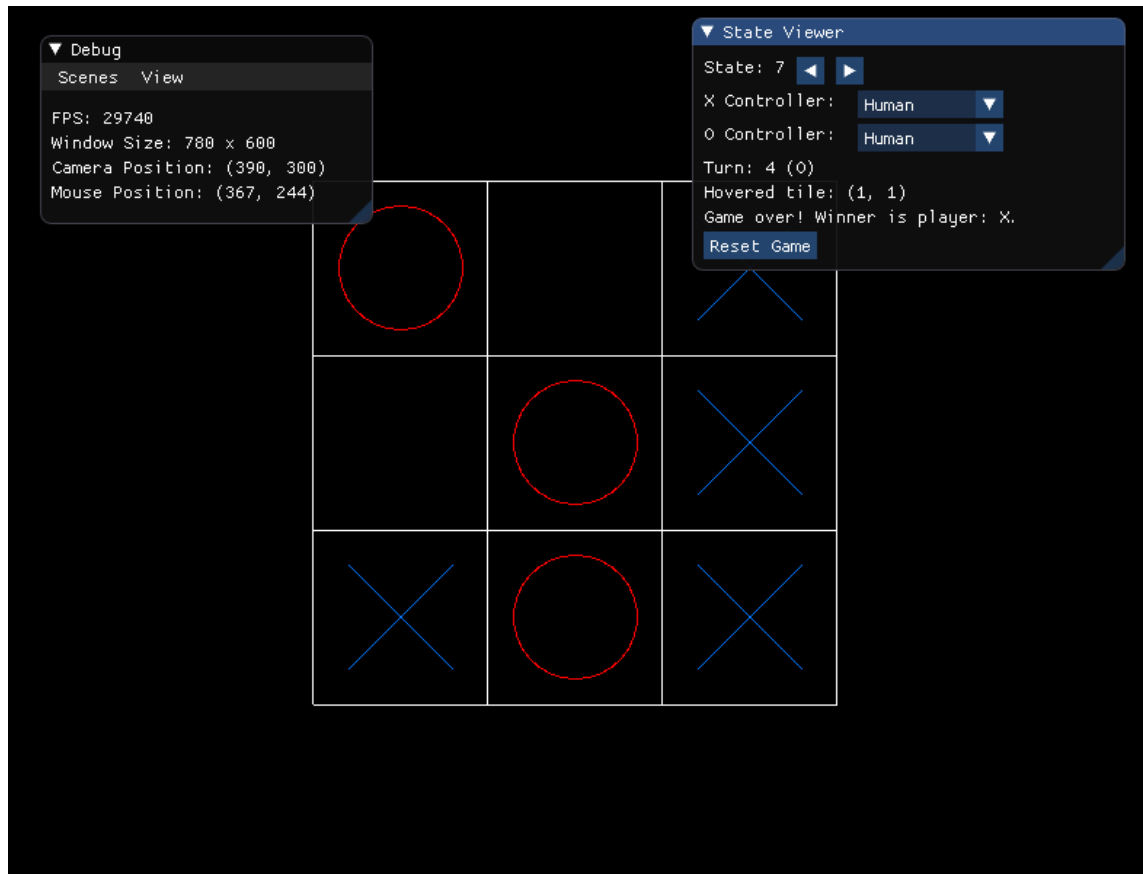 Debug
Scenes View
FPS: 29740
Window Size: 780 x 600
Camera Position: (390, 300)
Mouse Position: (367, 244)
State Viewer
State: 7
X Controller: Human
O Controller: Human
Turn: 4 (O)
Hovered tile: (1, 1)
Game over! Winner is player: X.
Reset Game